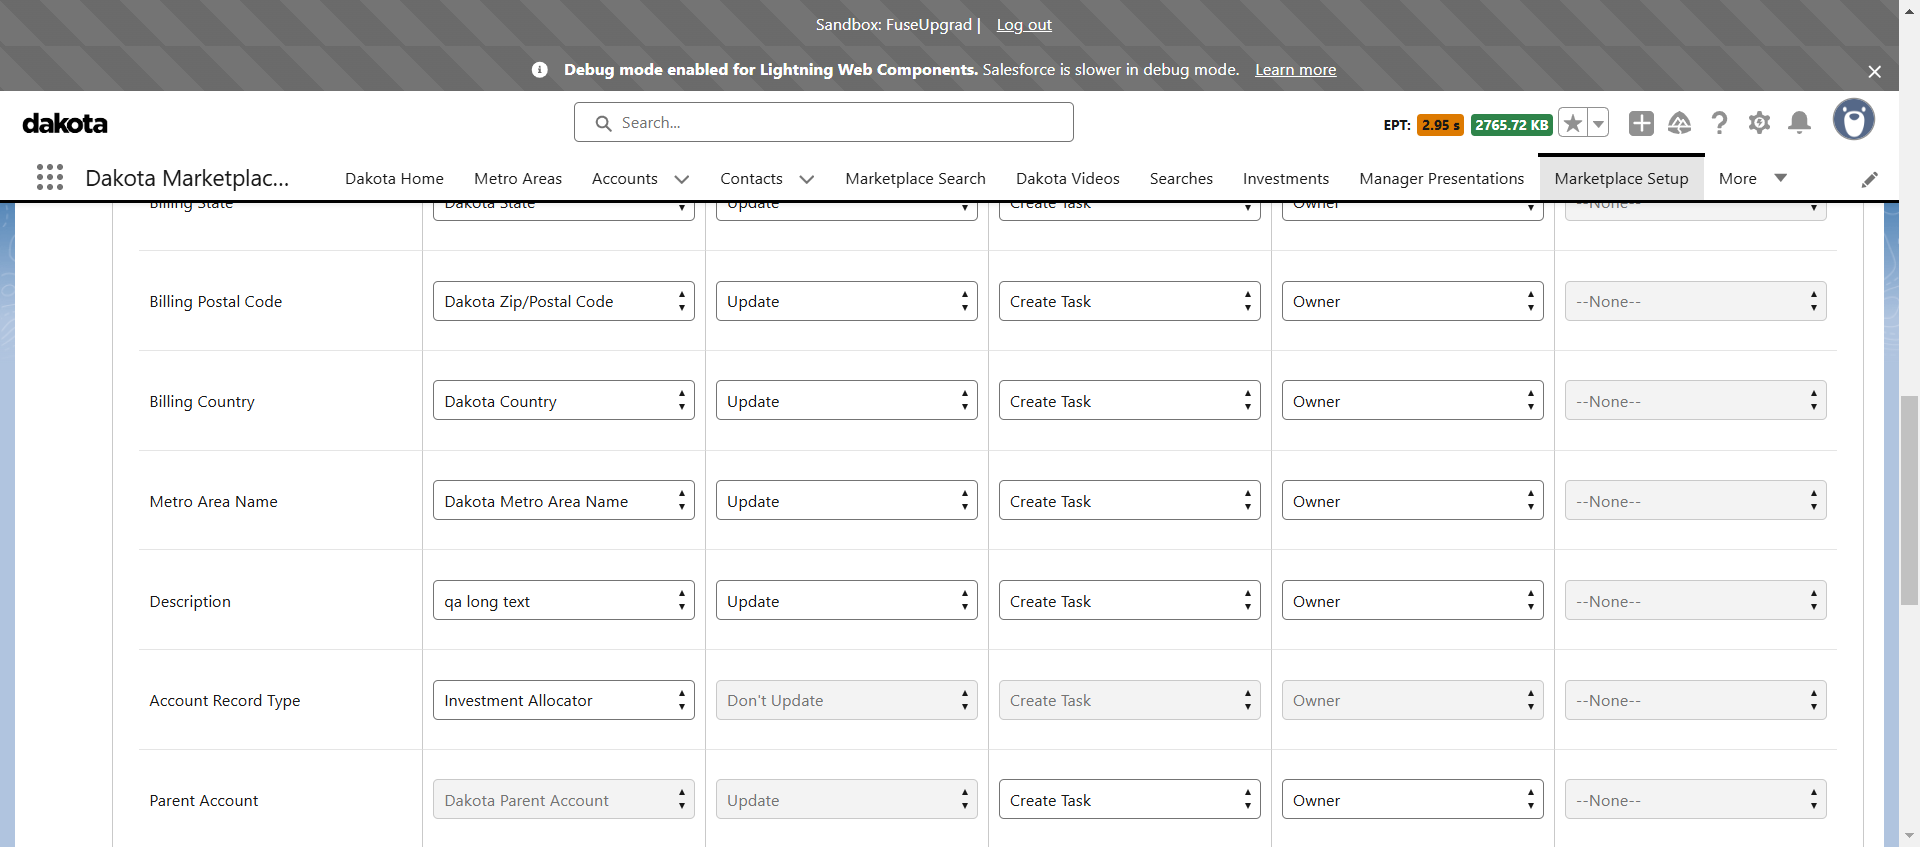 Sandbox: FuseUpgrad | Log out
Debug mode enabled for Lightning Web Components. Salesforce is slower in debug mode. Learn more
dakota
Search...
EPT: 2.95 s 2765.72 KB
Dakota Marketplac...
Dakota Home Metro Areas Accounts Contacts Marketplace Search Dakota Videos Searches Investments Manager Presentations Marketplace Setup More
Billing State Dakota State Update Create Task Owner --None--
Billing Postal Code Dakota Zip/Postal Code Update Create Task Owner --None--
Billing Country Dakota Country Update Create Task Owner --None--
Metro Area Name Dakota Metro Area Name Update Create Task Owner --None--
Description qa long text Update Create Task Owner --None--
Account Record Type Investment Allocator Don't Update Create Task Owner --None--
Parent Account Dakota Parent Account Update Create Task Owner --None--